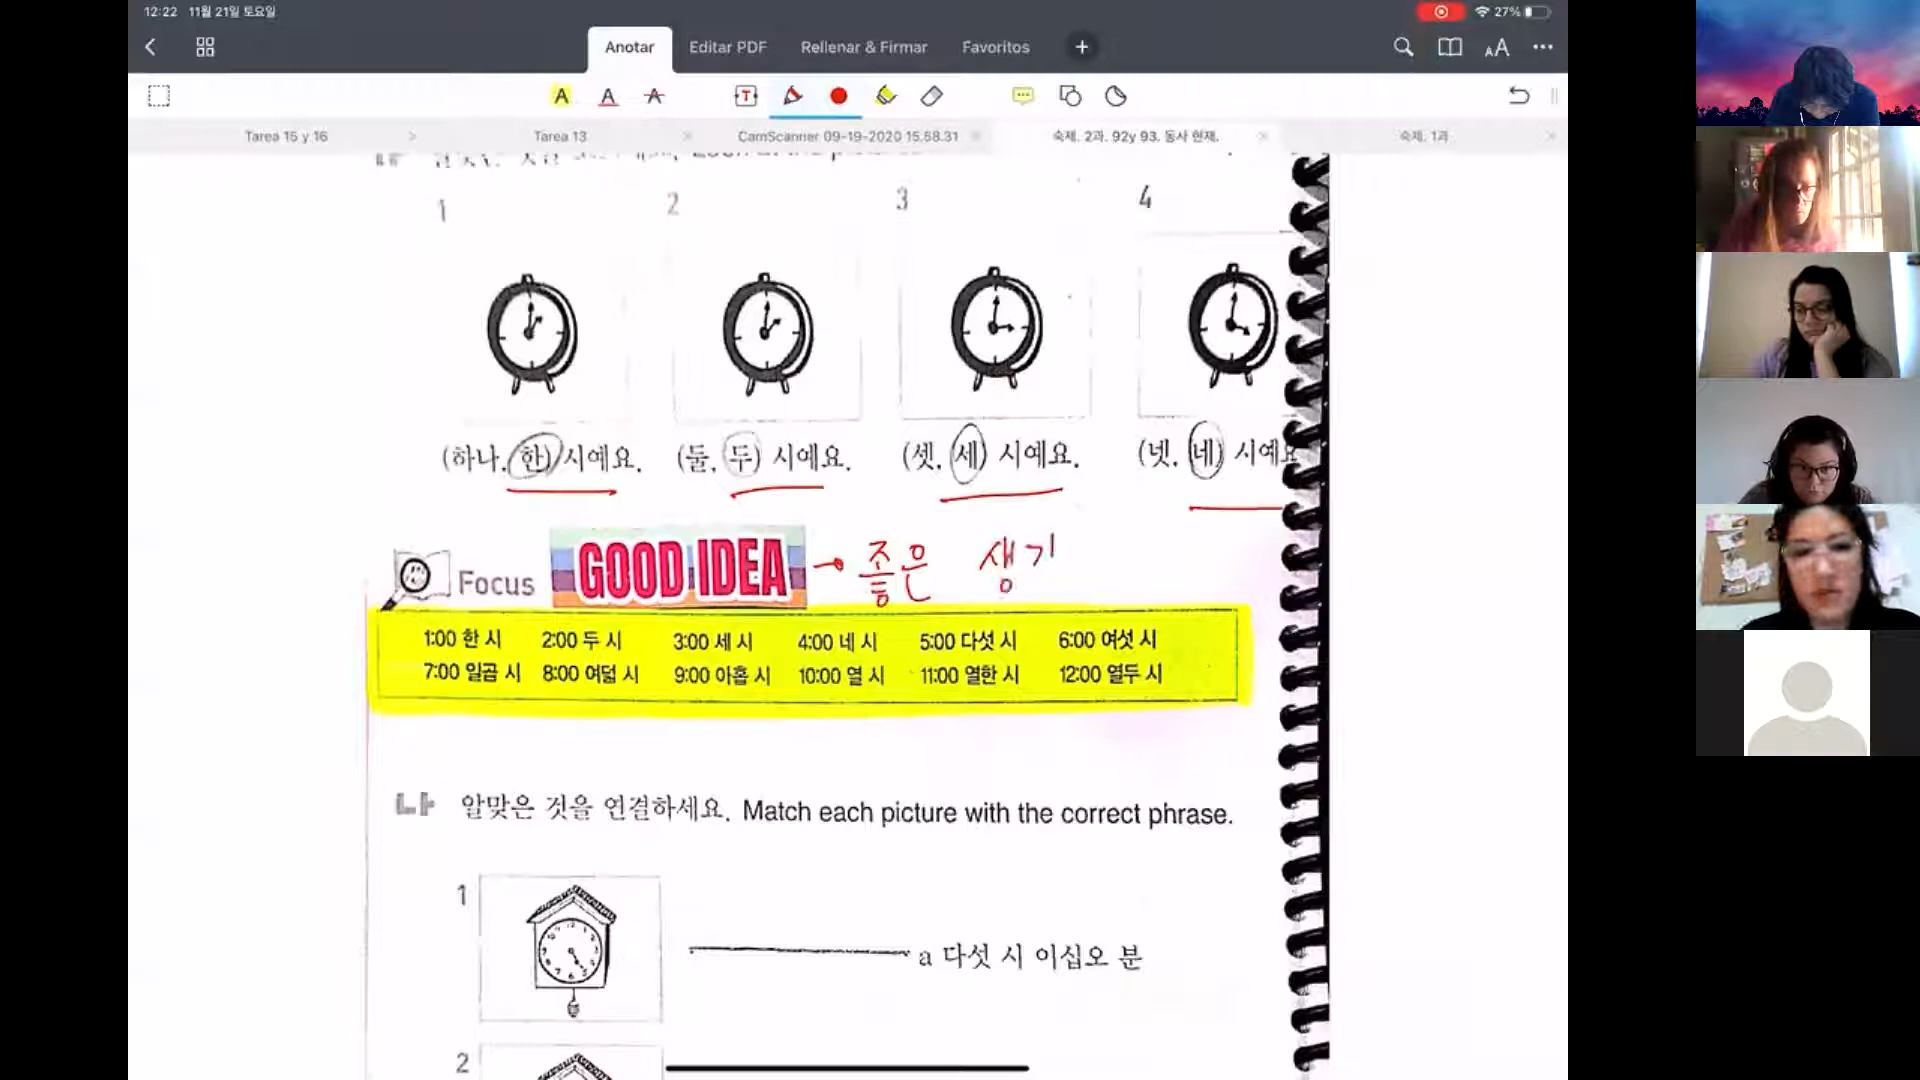 12:22 11월 21일 토요일
27%
Anotar Editar PDF Rellenar & Firmar Favoritos
Tarea 15 y 16 Tarea 13 CamScanner 09-19-2020 15.58.31 숙제. 2과. 92y 93. 동사 현재. 숙제. 1과
1 2 3 4
(하나, 한) 시예요. (둘, 두) 시예요. (셋, 세) 시예요. (넷, 네) 시예요
Focus GOOD IDEA 좋은 생기
1:00 한 시 2:00 두 시 3:00 세 시 4:00 네 시 5:00 다섯 시 6:00 여섯 시
7:00 일곱 시 8:00 여덟 시 9:00 아홉 시 10:00 열 시 11:00 열한 시 12:00 열두 시
나 알맞은 것을 연결하세요. Match each picture with the correct phrase.
1
a 다섯 시 이십오 분
2